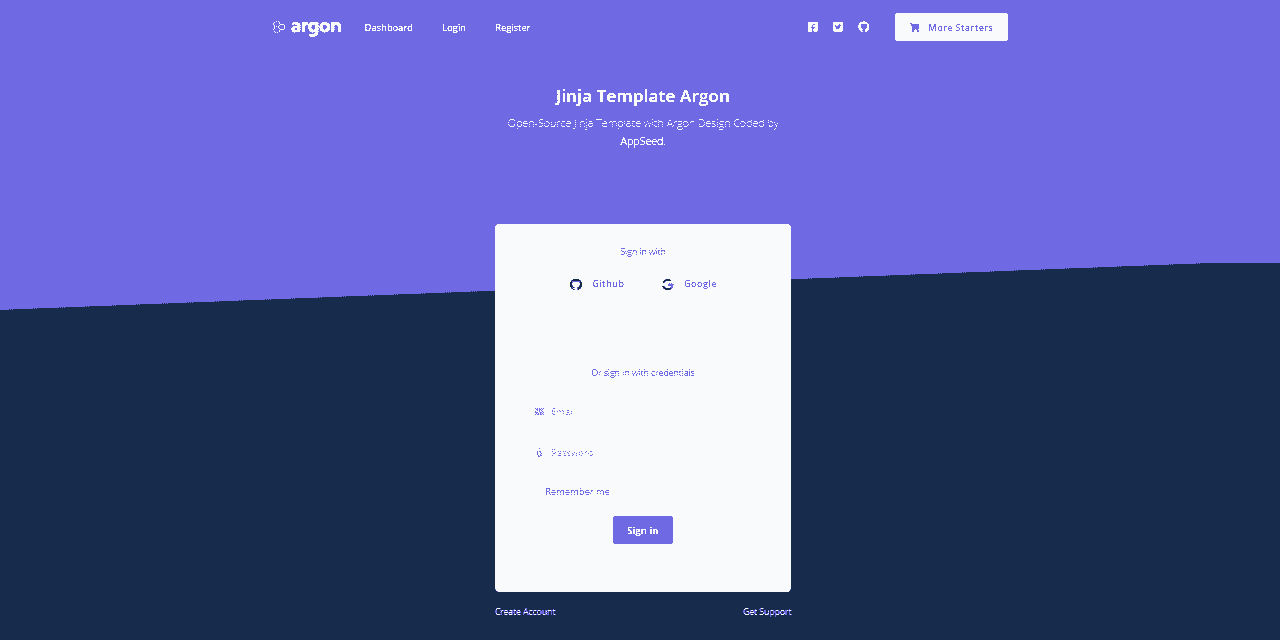 argon Dashboard Login Register More Starters
Jinja Template Argon
Open-Source Jinja Template with Argon Design Coded by
AppSeed.
Sign in with
Github Google
Or sign in with credentials
Email
Password
Remember me
Sign in
Create Account Get Support